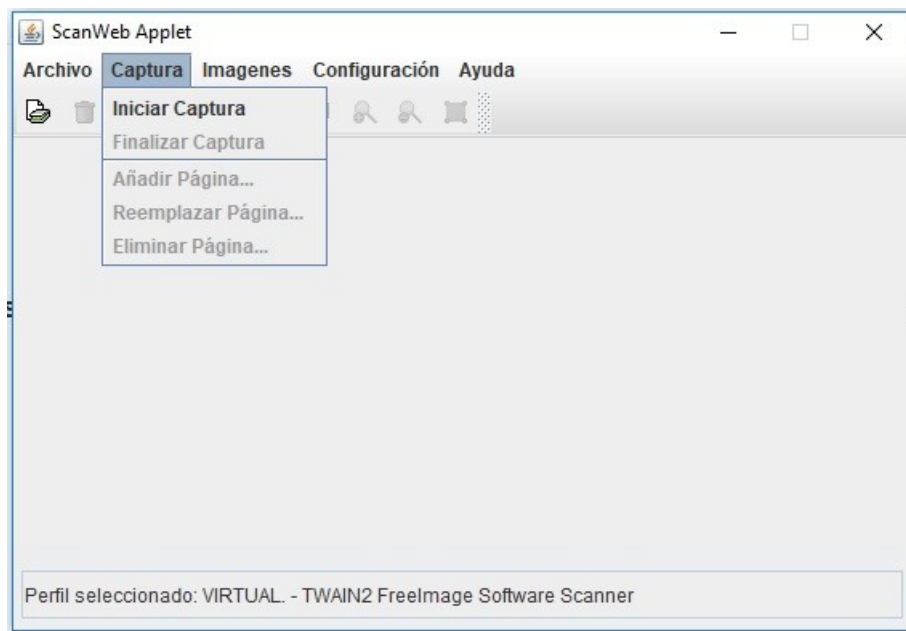 ScanWeb Applet
Archivo Captura Imagenes Configuración Ayuda
Iniciar Captura
Finalizar Captura
Añadir Página...
Reemplazar Página...
Eliminar Página...
Perfil seleccionado: VIRTUAL. - TWAIN2 FreeImage Software Scanner